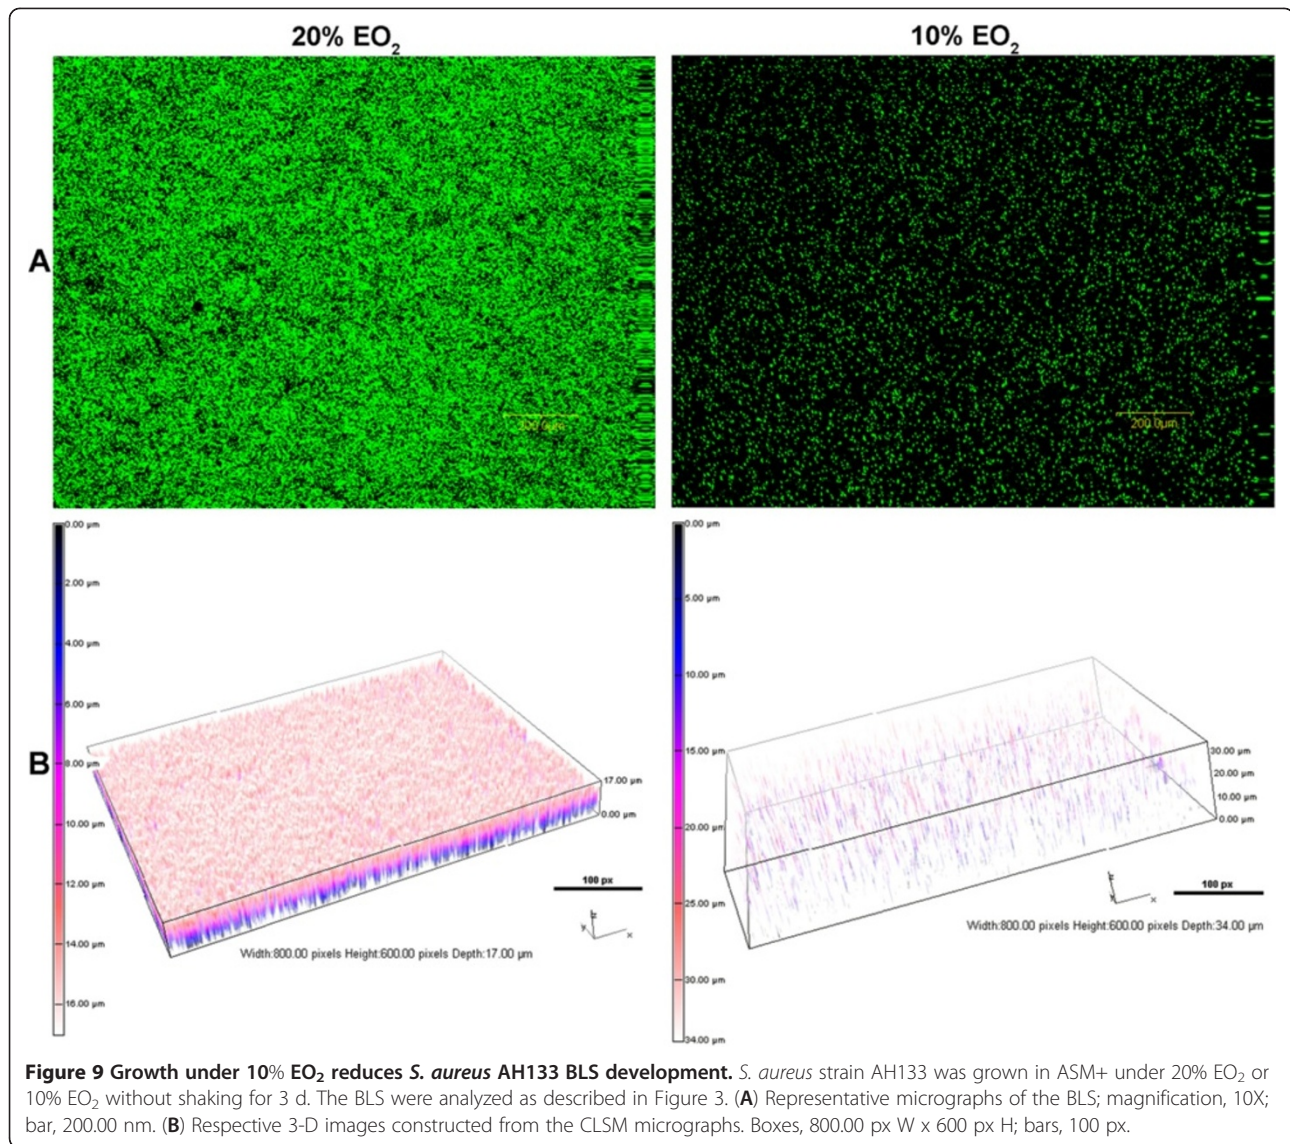 20% EO₂
10% EO₂
A
200.0µm
200.0µm
B
0.00 µm
2.00 µm
4.00 µm
6.00 µm
8.00 µm
10.00 µm
12.00 µm
14.00 µm
16.00 µm
17.00 µm
0.00 µm
100 px
z
y
x
Width:800.00 pixels Height:600.00 pixels Depth:17.00 µm
0.00 µm
5.00 µm
10.00 µm
15.00 µm
20.00 µm
25.00 µm
30.00 µm
34.00 µm
30.00 µm
20.00 µm
10.00 µm
0.00 µm
100 px
z
y
x
Width:800.00 pixels Height:600.00 pixels Depth:34.00 µm
Figure 9 Growth under 10% EO₂ reduces S. aureus AH133 BLS development. S. aureus strain AH133 was grown in ASM+ under 20% EO₂ or
10% EO₂ without shaking for 3 d. The BLS were analyzed as described in Figure 3. (A) Representative micrographs of the BLS; magnification, 10X;
bar, 200.00 nm. (B) Respective 3-D images constructed from the CLSM micrographs. Boxes, 800.00 px W x 600 px H; bars, 100 px.